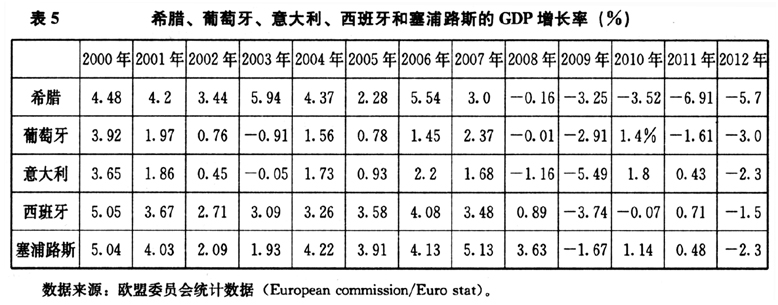 表 5 希腊、葡萄牙、意大利、西班牙和塞浦路斯的 GDP 增长率（%）
2000 年 2001 年 2002 年 2003 年 2004 年 2005 年 2006 年 2007 年 2008 年 2009 年 2010 年 2011 年 2012 年
希腊 4.48 4.2 3.44 5.94 4.37 2.28 5.54 3.0 -0.16 -3.25 -3.52 -6.91 -5.7
葡萄牙 3.92 1.97 0.76 -0.91 1.56 0.78 1.45 2.37 -0.01 -2.91 1.4% -1.61 -3.0
意大利 3.65 1.86 0.45 -0.05 1.73 0.93 2.2 1.68 -1.16 -5.49 1.8 0.43 -2.3
西班牙 5.05 3.67 2.71 3.09 3.26 3.58 4.08 3.48 0.89 -3.74 -0.07 0.71 -1.5
塞浦路斯 5.04 4.03 2.09 1.93 4.22 3.91 4.13 5.13 3.63 -1.67 1.14 0.48 -2.3
数据来源：欧盟委员会统计数据（European commission/Euro stat）。